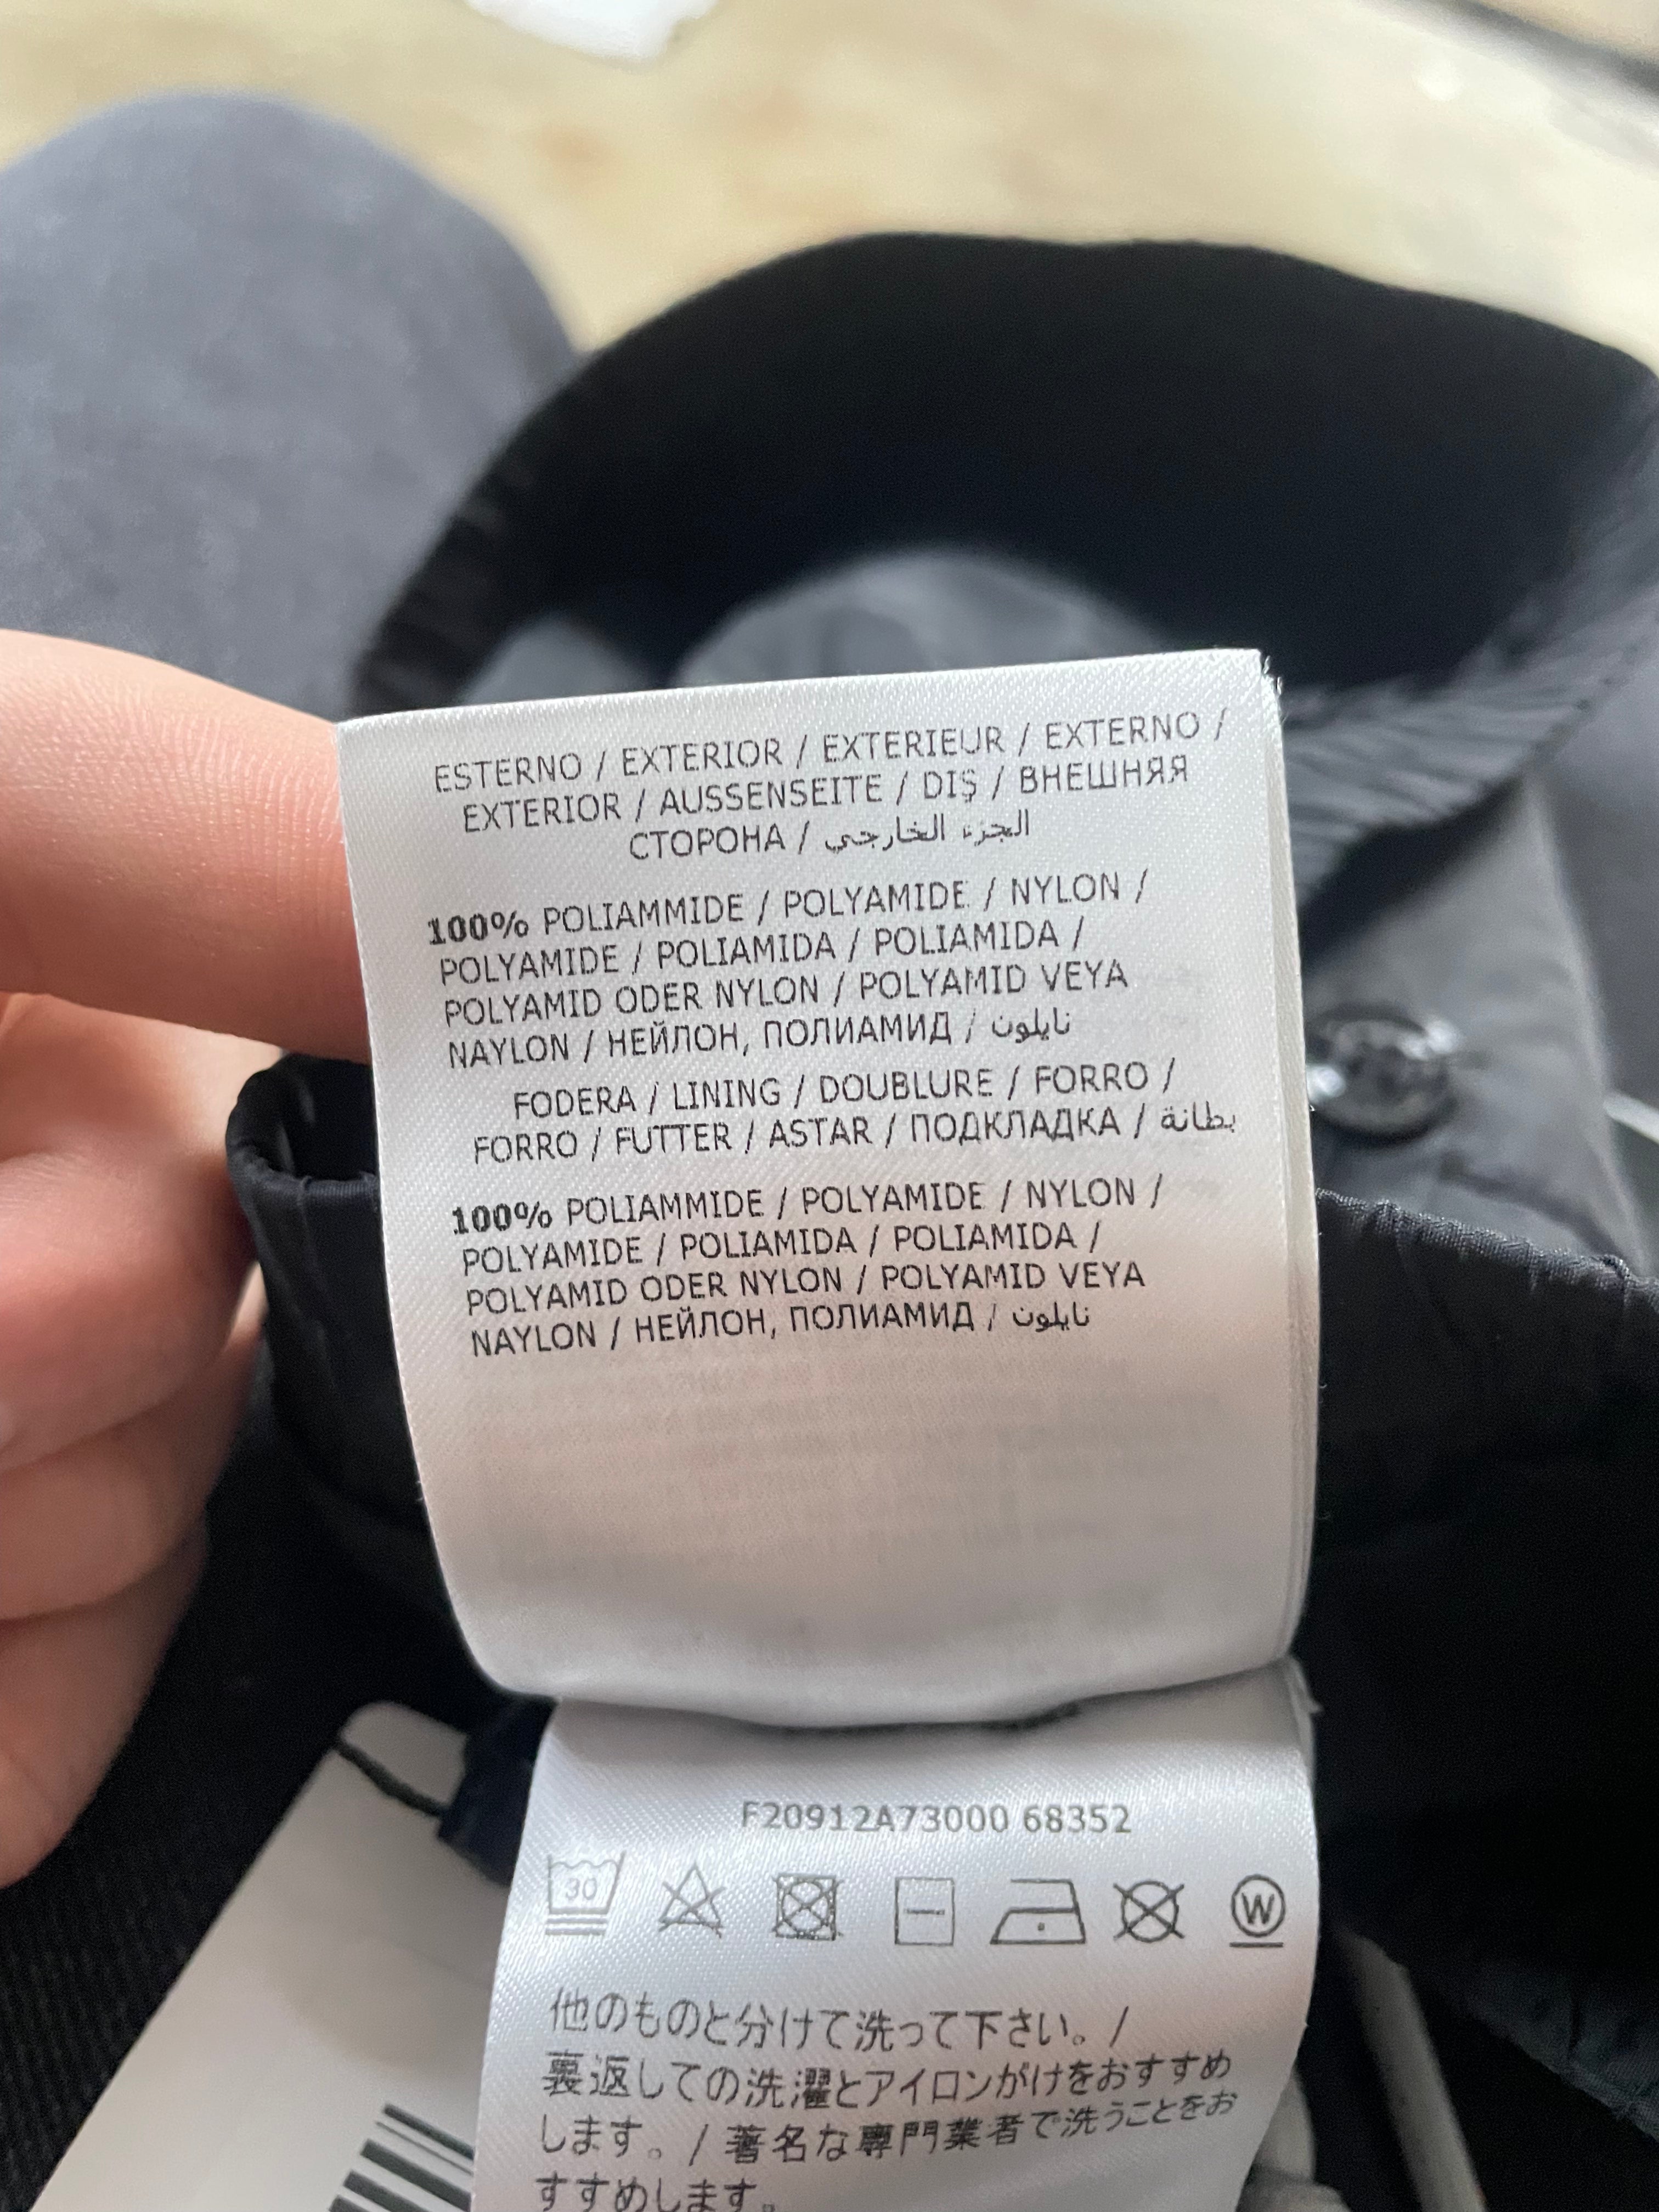 ESTERNO / EXTERIOR / EXTERIEUR / EXTERNO /
EXTERIOR / AUSSENSEITE / DIŞ / ВНЕШНЯЯ
СТОРОНА / الجزء الخارجي
100% POLIAMMIDE / POLYAMIDE / NYLON /
POLYAMIDE / POLIAMIDA / POLIAMIDA /
POLYAMID ODER NYLON / POLYAMID VEYA
NAYLON / НЕЙЛОН, ПОЛИАМИД / نايلون
FODERA / LINING / DOUBLURE / FORRO /
FORRO / FUTTER / ASTAR / ПОДКЛАДКА / بطانة
100% POLIAMMIDE / POLYAMIDE / NYLON /
POLYAMIDE / POLIAMIDA / POLIAMIDA /
POLYAMID ODER NYLON / POLYAMID VEYA
NAYLON / НЕЙЛОН, ПОЛИАМИД / نايلون
F20912A73000 68352
30
W
他のものと分けて洗って下さい。/
裏返しての洗濯とアイロンがけをおすすめ
します。/ 著名な専門業者で洗うことをお
すすめします。